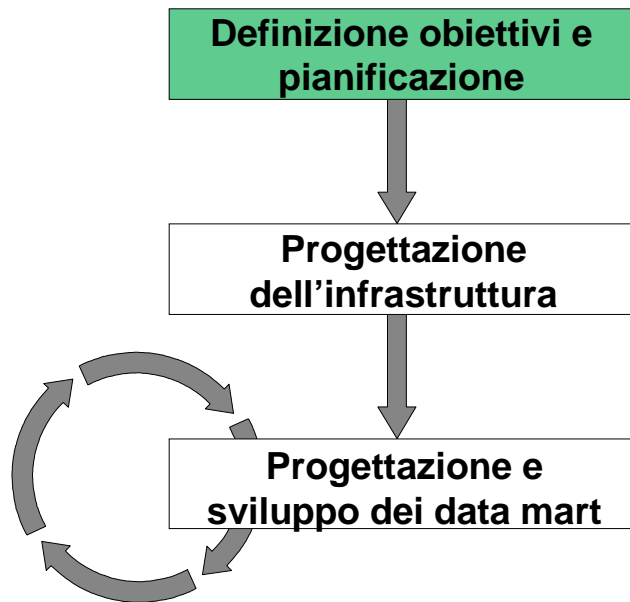 Definizione obiettivi e
pianificazione
Progettazione
dell’infrastruttura
Progettazione e
sviluppo dei data mart